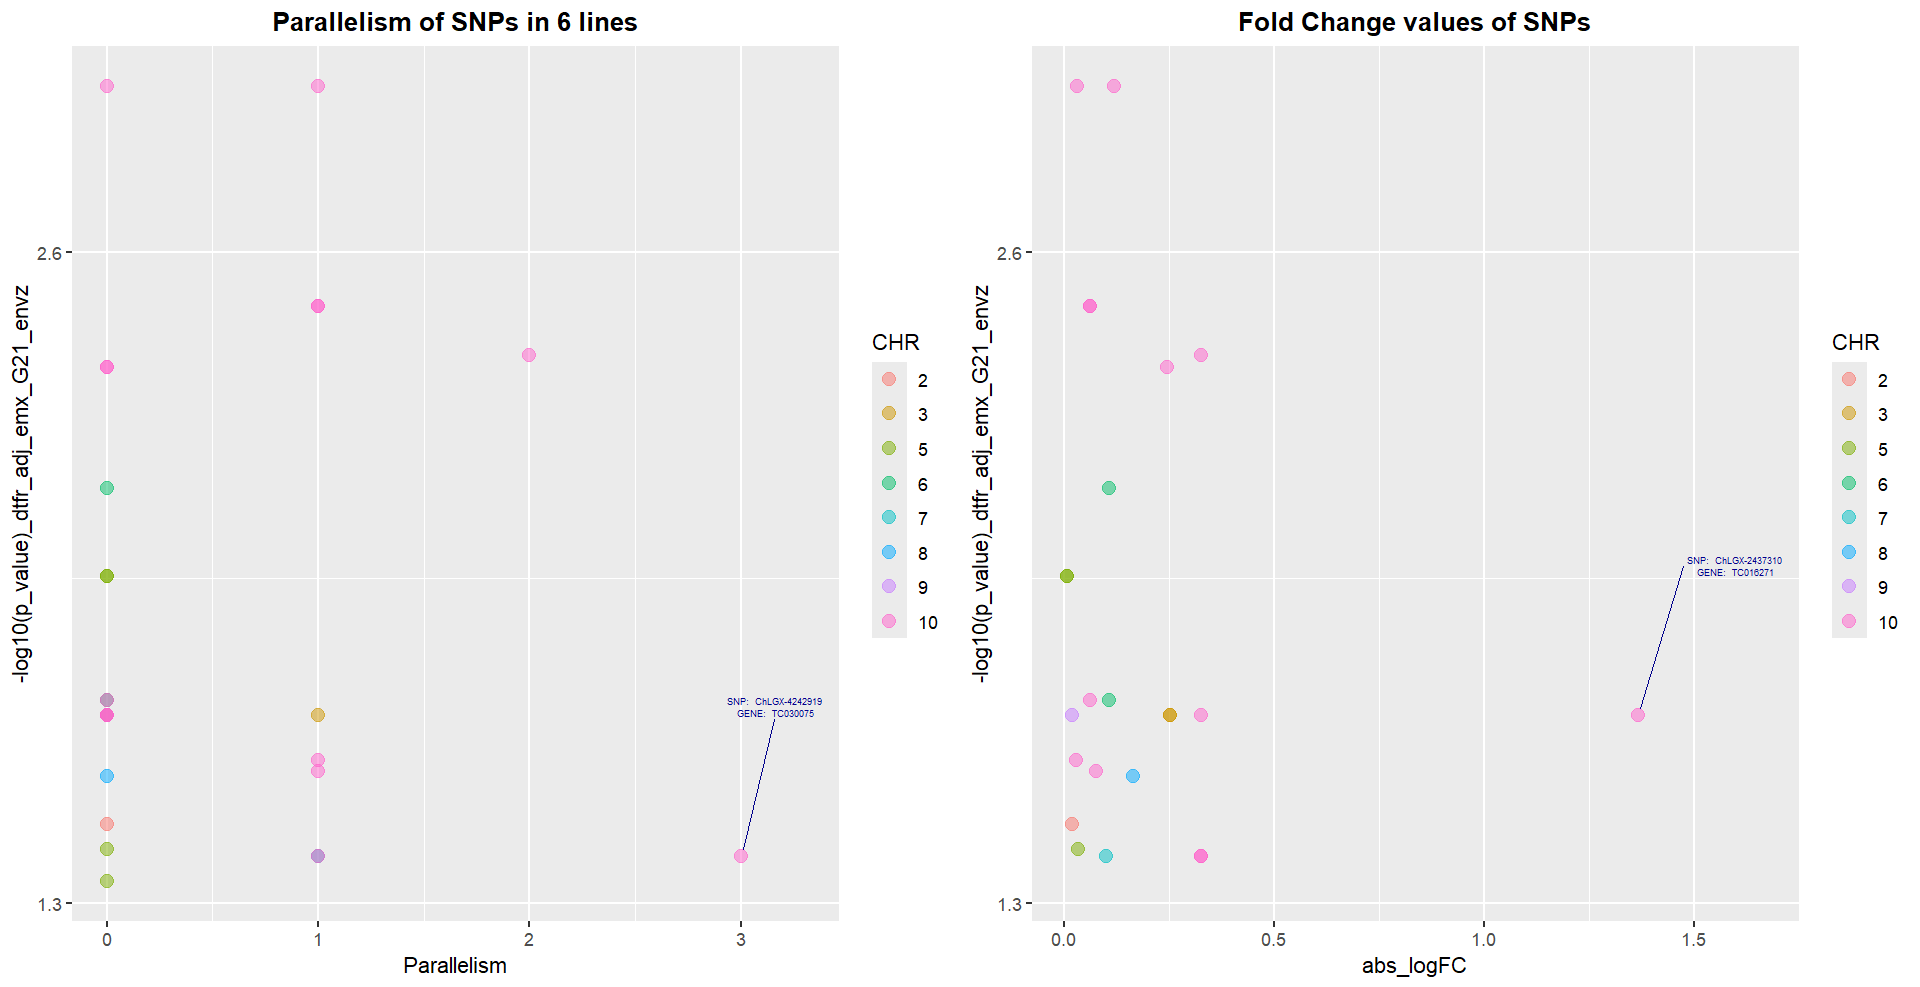 Parallelism of SNPs in 6 lines
-log10(p_value)_dtfr_adj_emx_G21_envz
2.6
1.3
SNP: ChLGX-4242919
GENE: TC030075
0 1 2 3
Parallelism
CHR
2
3
5
6
7
8
9
10
Fold Change values of SNPs
-log10(p_value)_dtfr_adj_emx_G21_envz
2.6
1.3
SNP: ChLGX-2437310
GENE: TC016271
0.0 0.5 1.0 1.5
abs_logFC
CHR
2
3
5
6
7
8
9
10